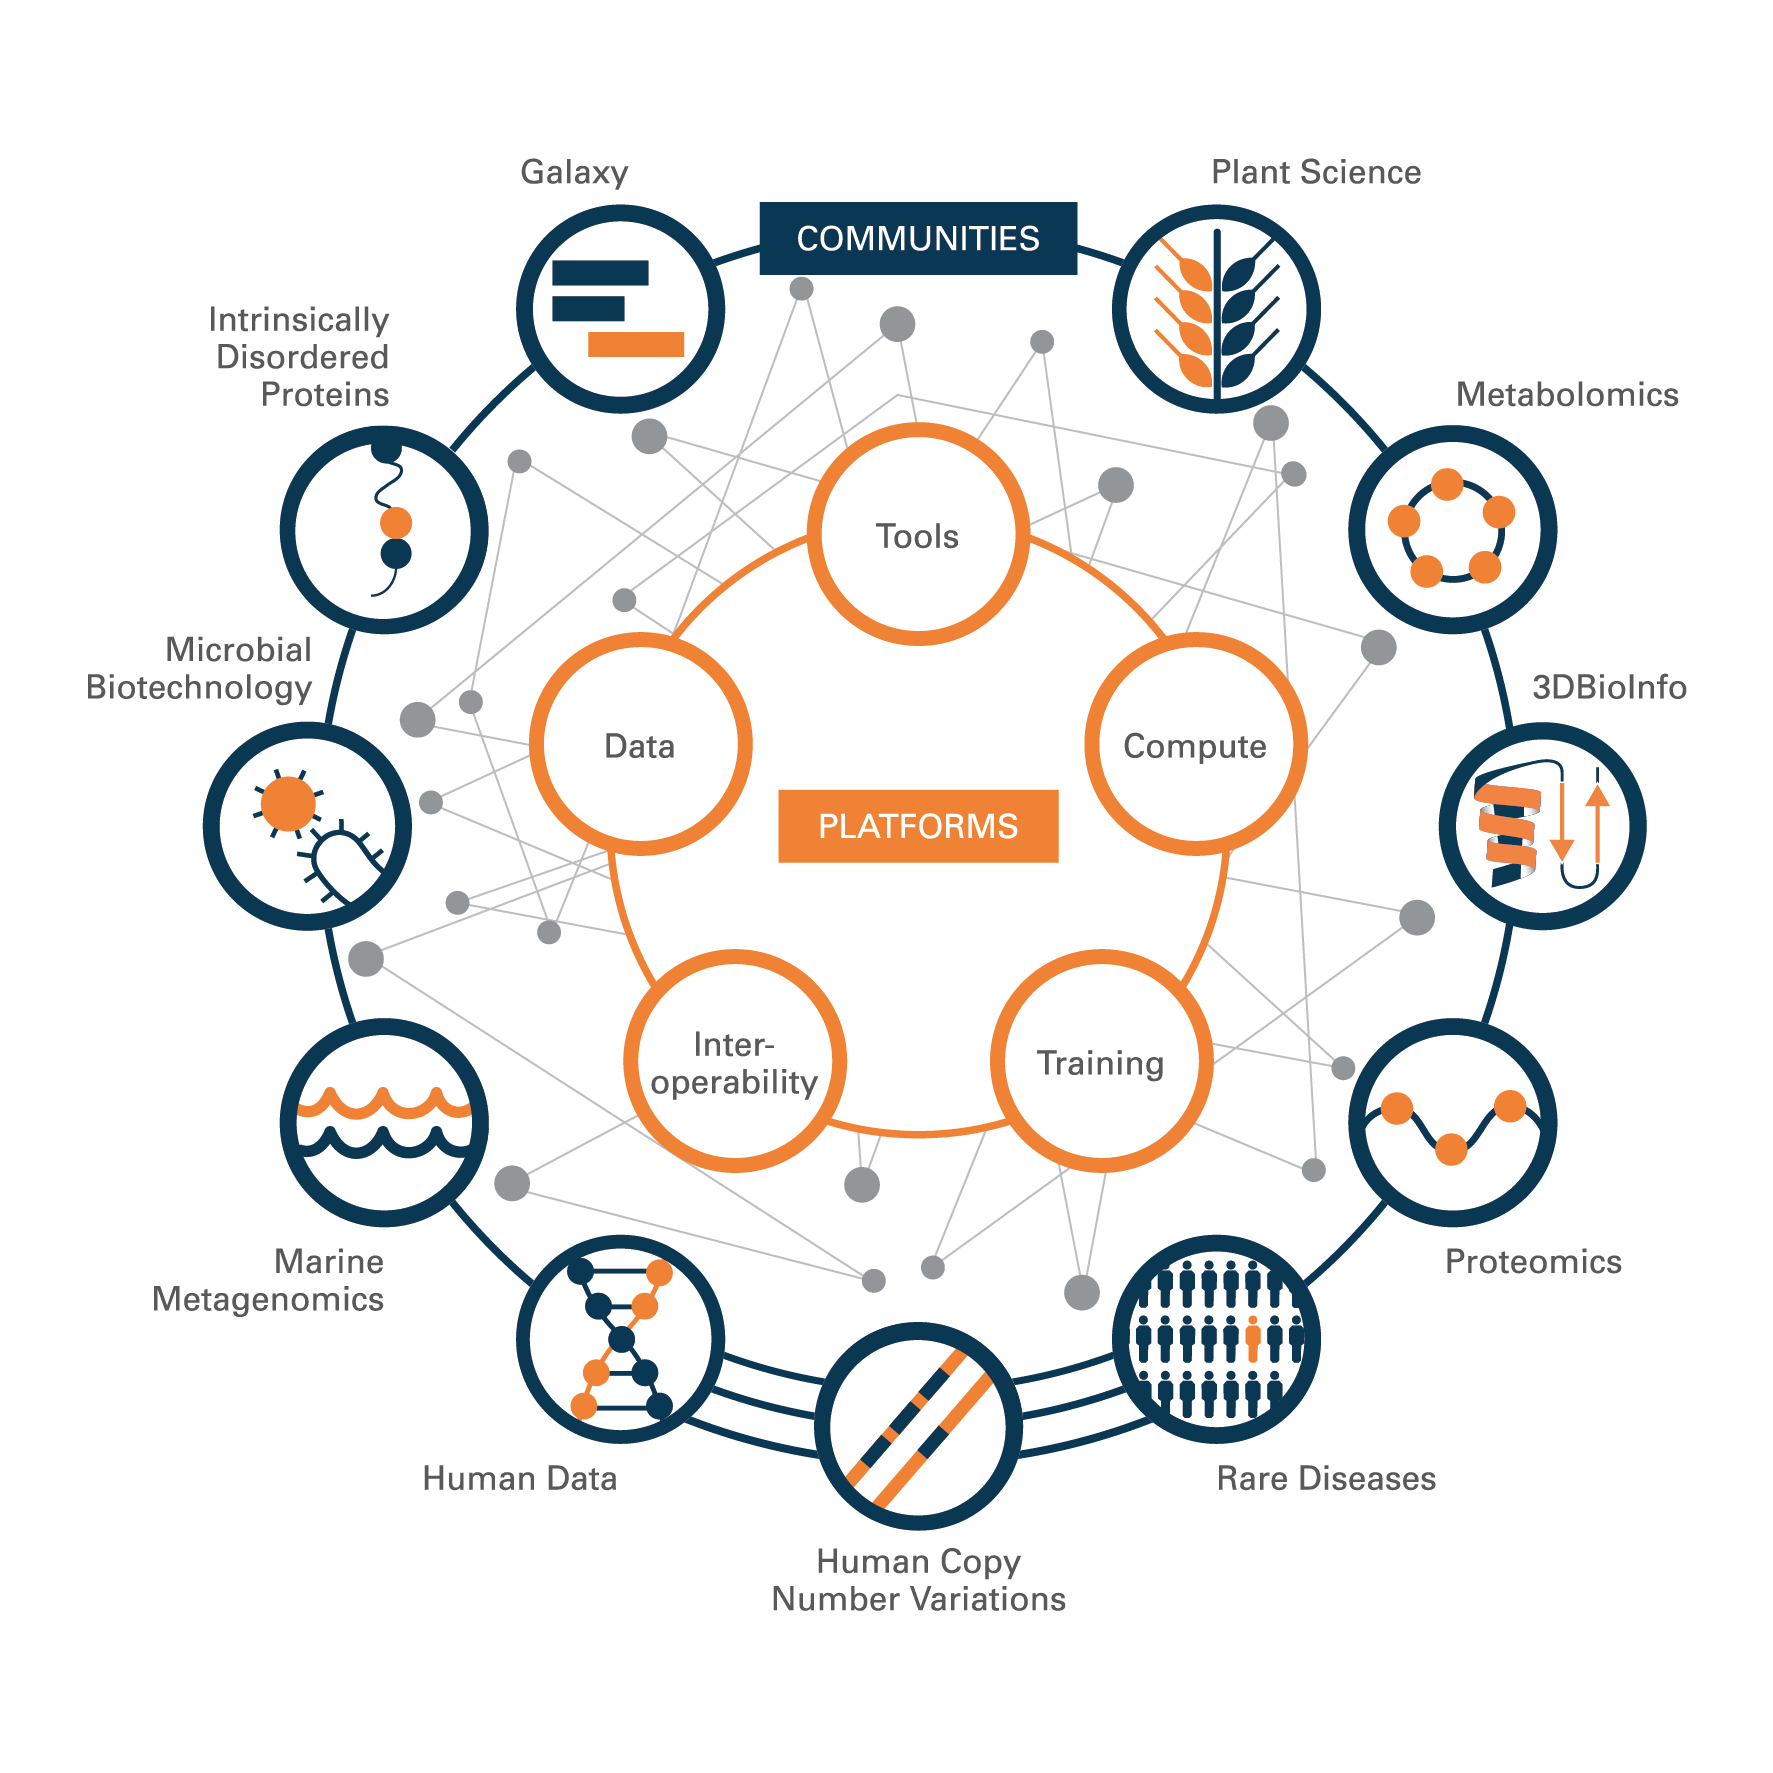 Galaxy
Plant Science
COMMUNITIES
Intrinsically
Disordered
Proteins
Metabolomics
Tools
Microbial
Biotechnology
3DBioInfo
Data
Compute
PLATFORMS
Inter-
operability
Training
Marine
Metagenomics
Proteomics
Human Data
Rare Diseases
Human Copy
Number Variations